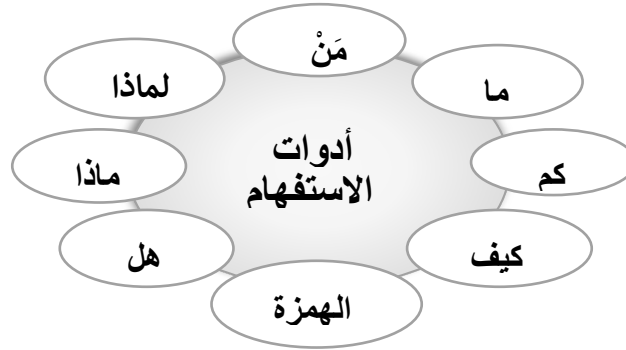 مَنْ
ما
لماذا
أدوات
الاستفهام
كم
ماذا
كيف
هل
الهمزة